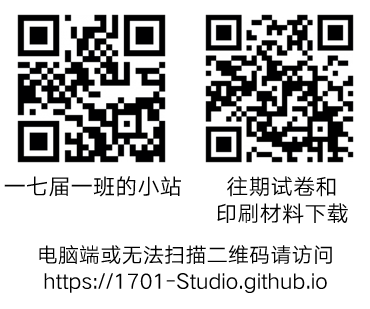 一七届一班的小站
往期试卷和
印刷材料下载
电脑端或无法扫描二维码请访问
https://1701-Studio.github.io